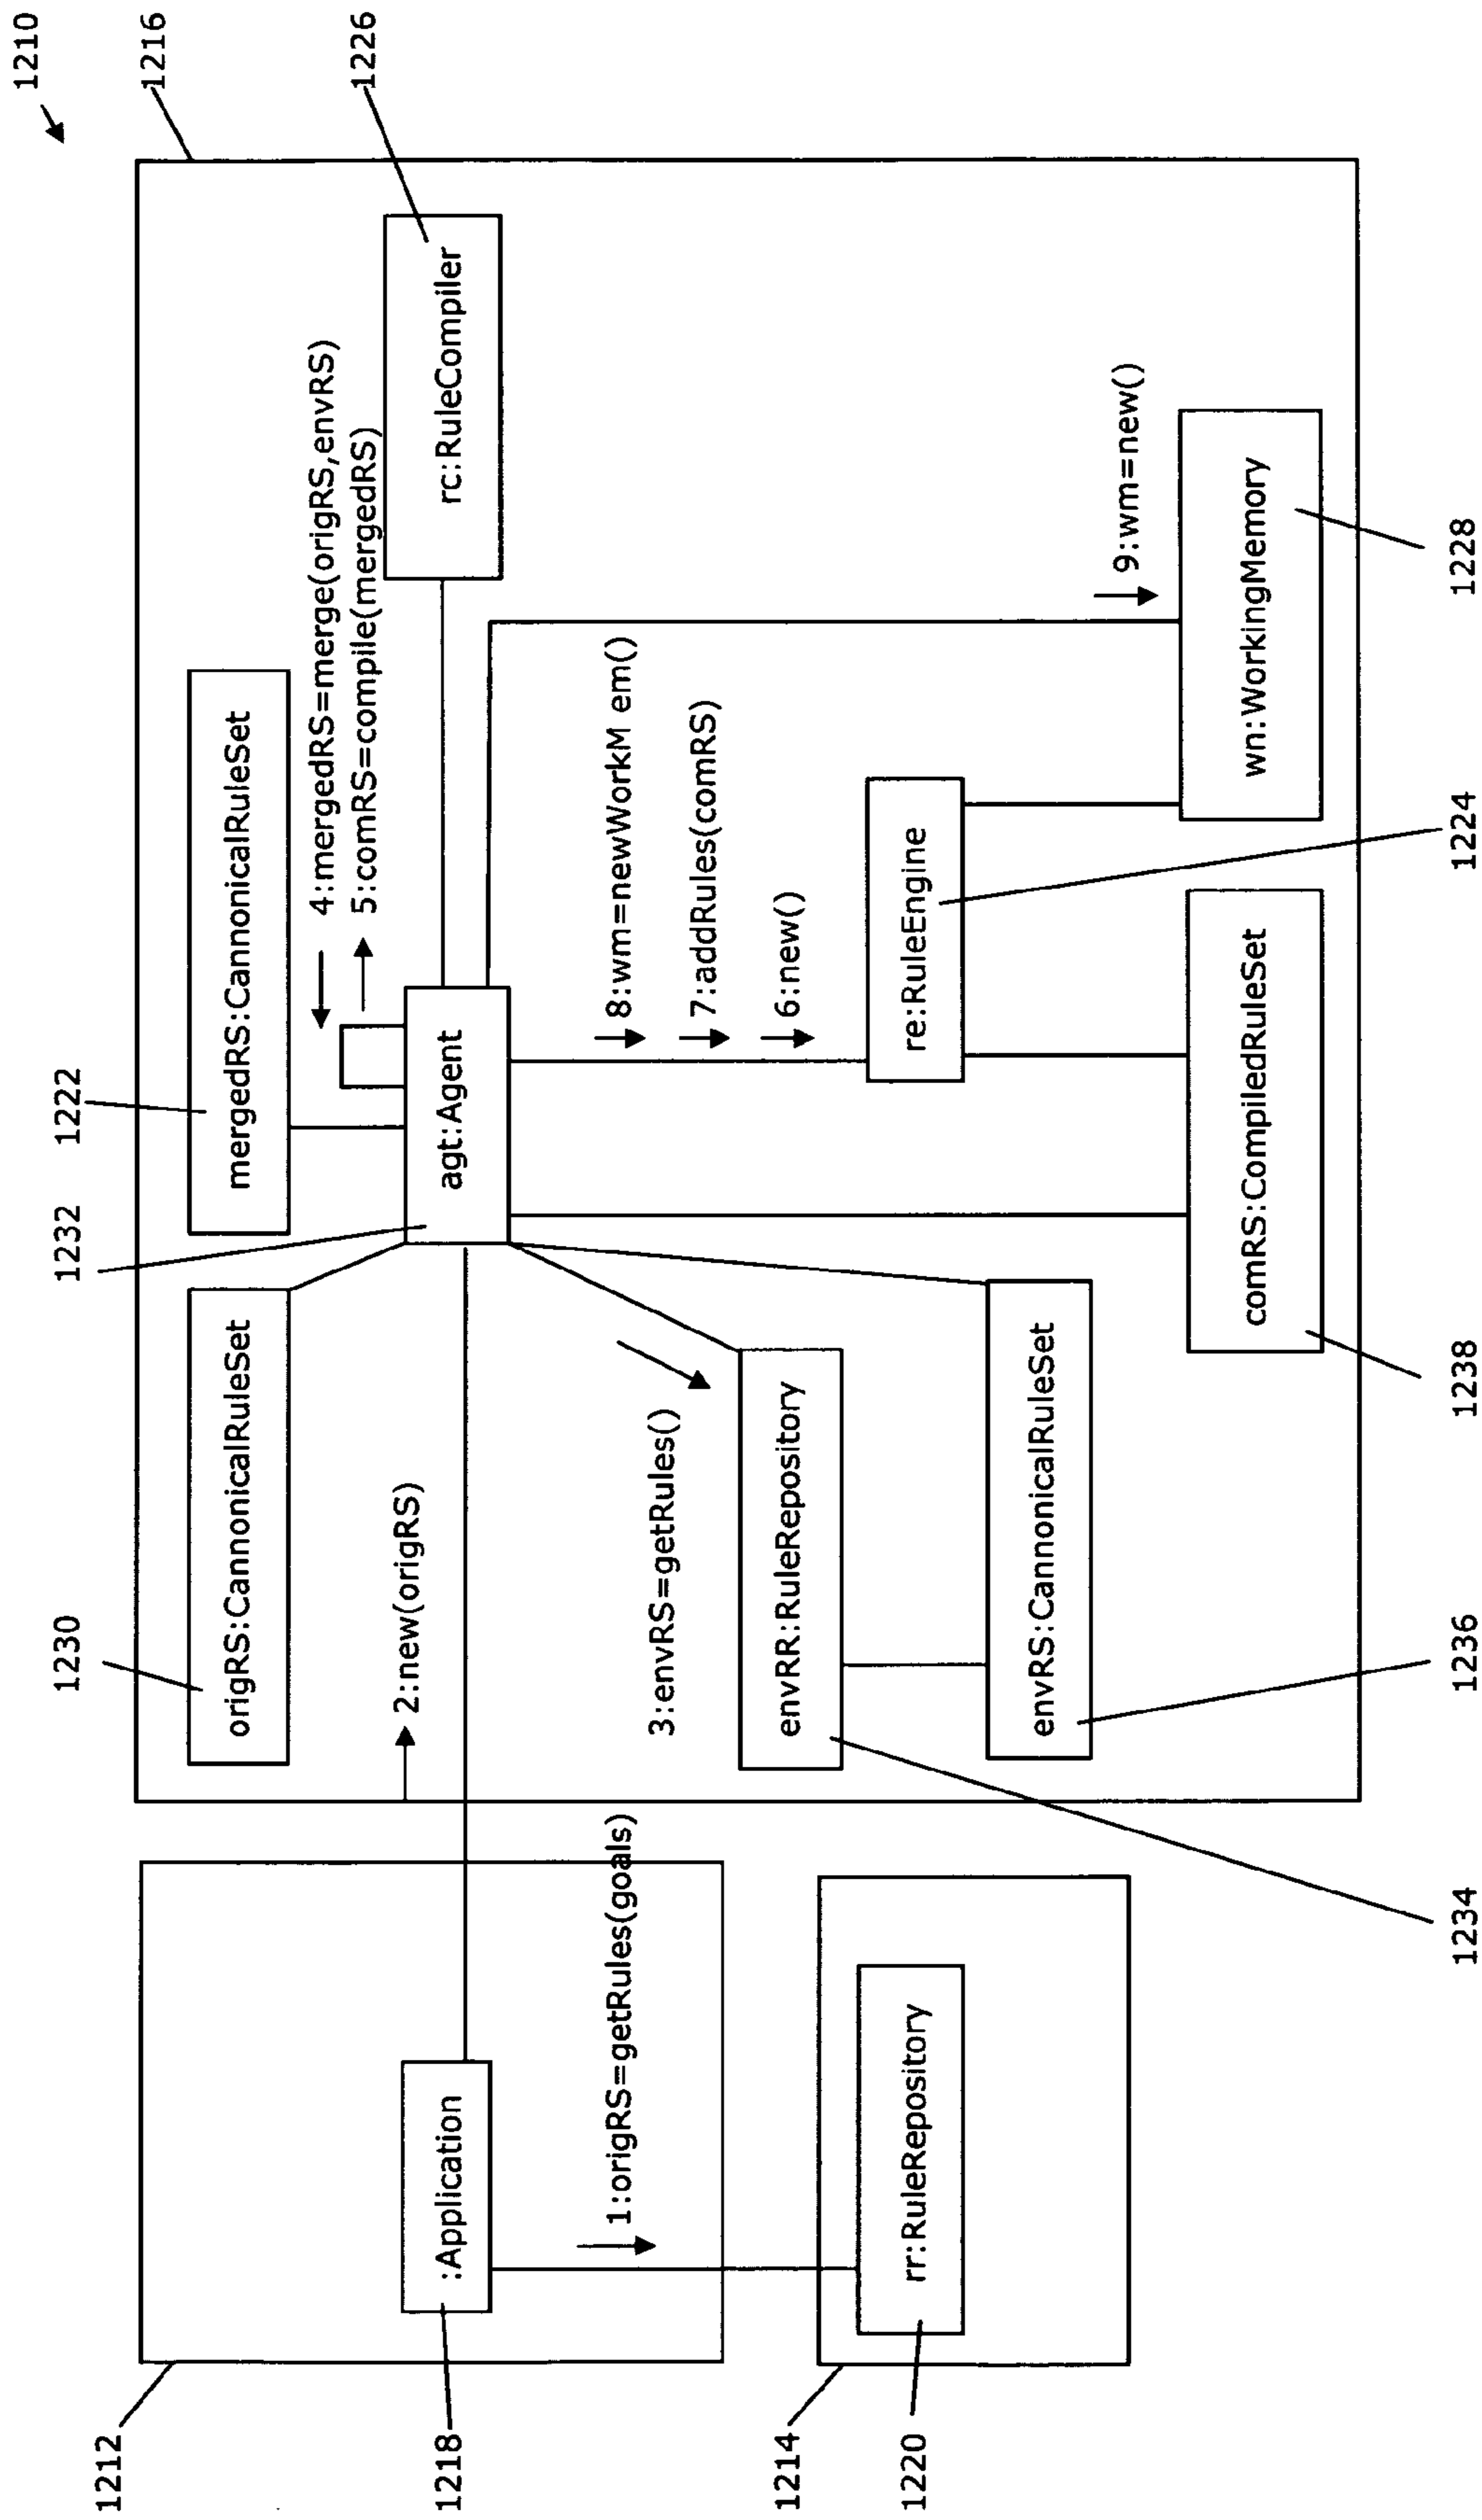 1210
1216
1226
1222
1232
1230
mergedRS:CannonicalRuleSet
origRS:CannonicalRuleSet
4:mergedRS=merge(origRS,envRS)
5:comRS=compile(mergedRS)
rc:RuleCompiler
2:new(origRS)
agt:Agent
:Application
1:origRS=getRules(goals)
3:envRS=getRules()
8:wm=newWorkM em()
7:addRules(comRS)
6:new()
9:wm=new()
envRR:RuleRepository
re:RuleEngine
rr:RuleRepository
envRS:CannonicalRuleSet
comRS:CompiledRuleSet
wn:WorkingMemory
1212
1218
1214
1220
1234
1236
1238
1224
1228